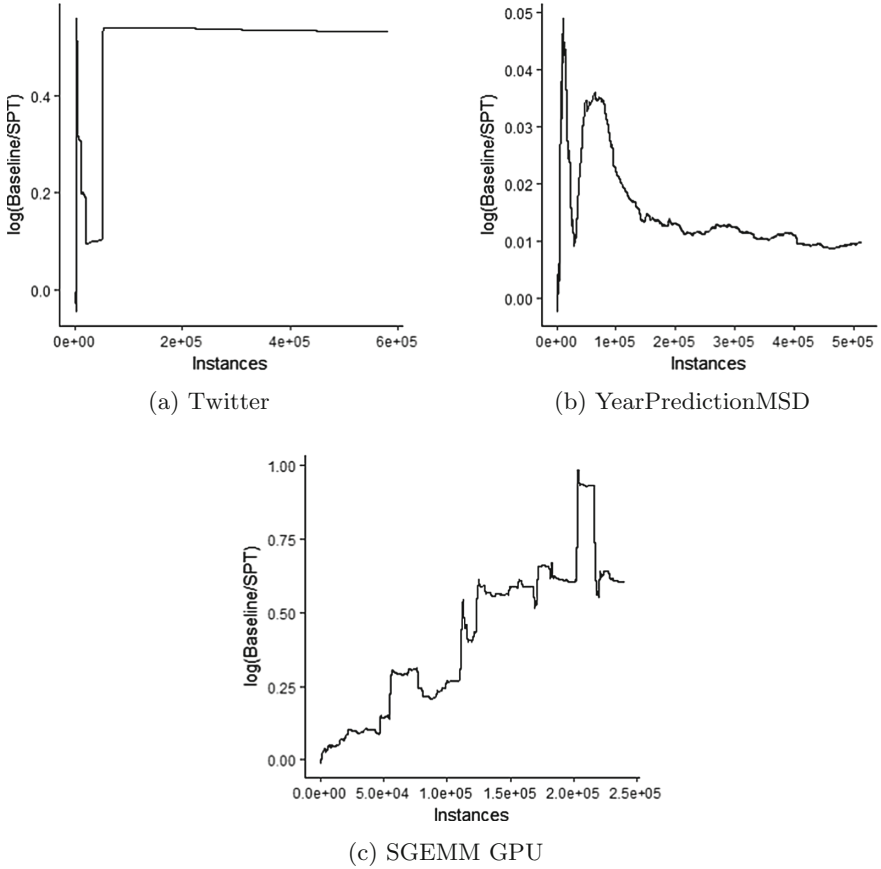 log(Baseline/SPT)
0.4
0.2
0.0
0e+00 2e+05 4e+05 6e+05
Instances
(a) Twitter
log(Baseline/SPT)
0.05
0.04
0.03
0.02
0.01
0.00
0e+00 1e+05 2e+05 3e+05 4e+05 5e+05
Instances
(b) YearPredictionMSD
log(Baseline/SPT)
1.00
0.75
0.50
0.25
0.00
0.0e+00 5.0e+04 1.0e+05 1.5e+05 2.0e+05 2.5e+05
Instances
(c) SGEMM GPU